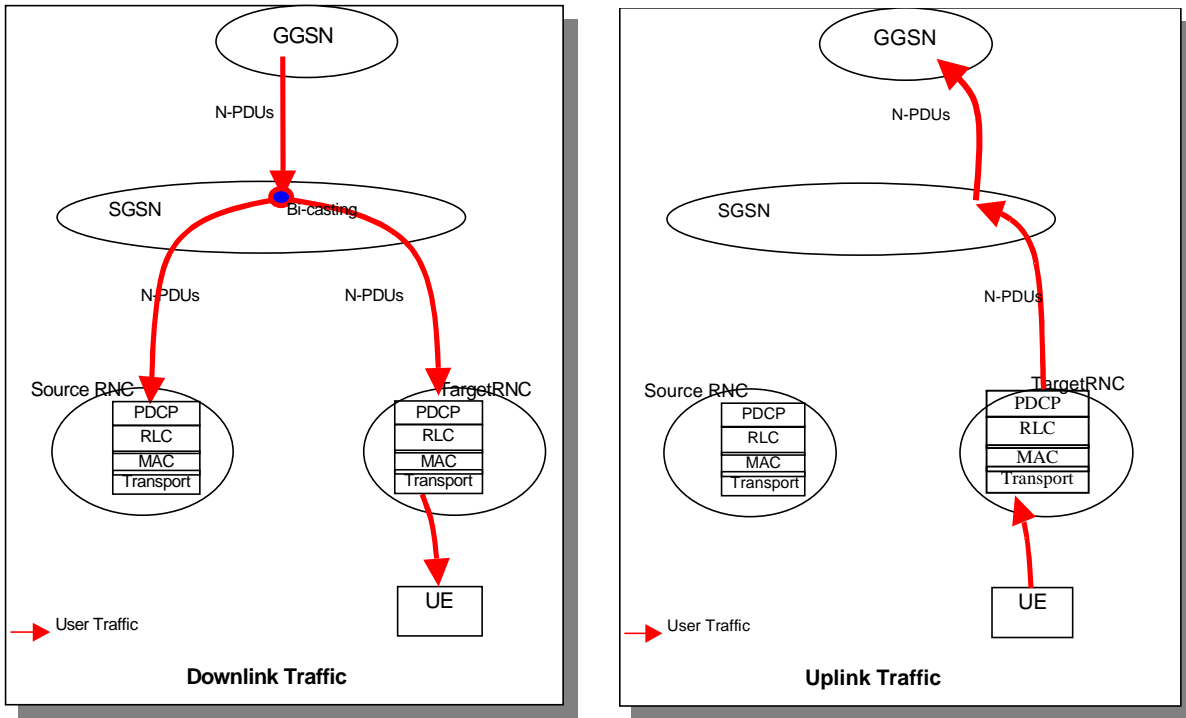 GGSN
N-PDUs
SGSN
Bi-casting
N-PDUs
N-PDUs
Source RNC
TargetRNC
PDCP
RLC
MAC
Transport
PDCP
RLC
MAC
Transport
UE
User Traffic
Downlink Traffic
GGSN
N-PDUs
SGSN
N-PDUs
Source RNC
TargetRNC
PDCP
RLC
MAC
Transport
PDCP
RLC
MAC
Transport
UE
User Traffic
Uplink Traffic